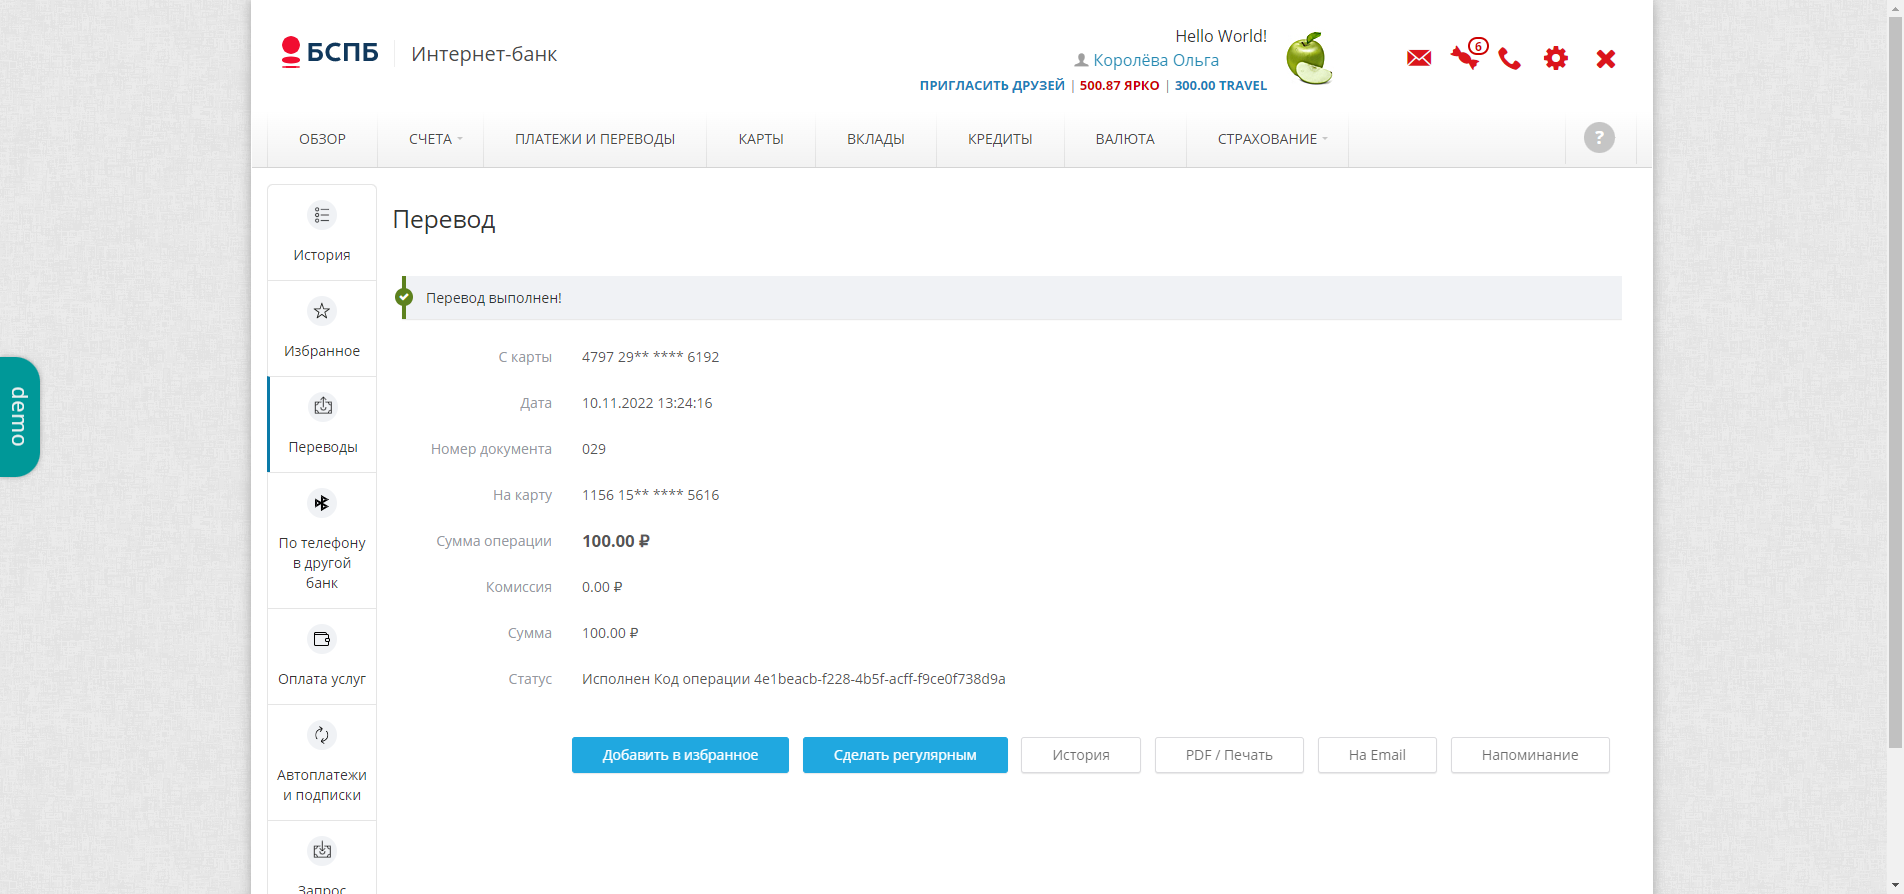 БСПБ
Интернет-банк
Hello World!
Королёва Ольга
ПРИГЛАСИТЬ ДРУЗЕЙ | 500.87 ЯРКО | 300.00 TRAVEL
6
ОБЗОР
СЧЕТА
ПЛАТЕЖИ И ПЕРЕВОДЫ
КАРТЫ
ВКЛАДЫ
КРЕДИТЫ
ВАЛЮТА
СТРАХОВАНИЕ
?
История
Избранное
Переводы
По телефону
в другой
банк
Оплата услуг
Автоплатежи
и подписки
Запрос
demo
Перевод
Перевод выполнен!
С карты 4797 29** **** 6192
Дата 10.11.2022 13:24:16
Номер документа 029
На карту 1156 15** **** 5616
Сумма операции 100.00 ₽
Комиссия 0.00 ₽
Сумма 100.00 ₽
Статус Исполнен Код операции 4e1beacb-f228-4b5f-acff-f9ce0f738d9a
Добавить в избранное
Сделать регулярным
История
PDF / Печать
На Email
Напоминание